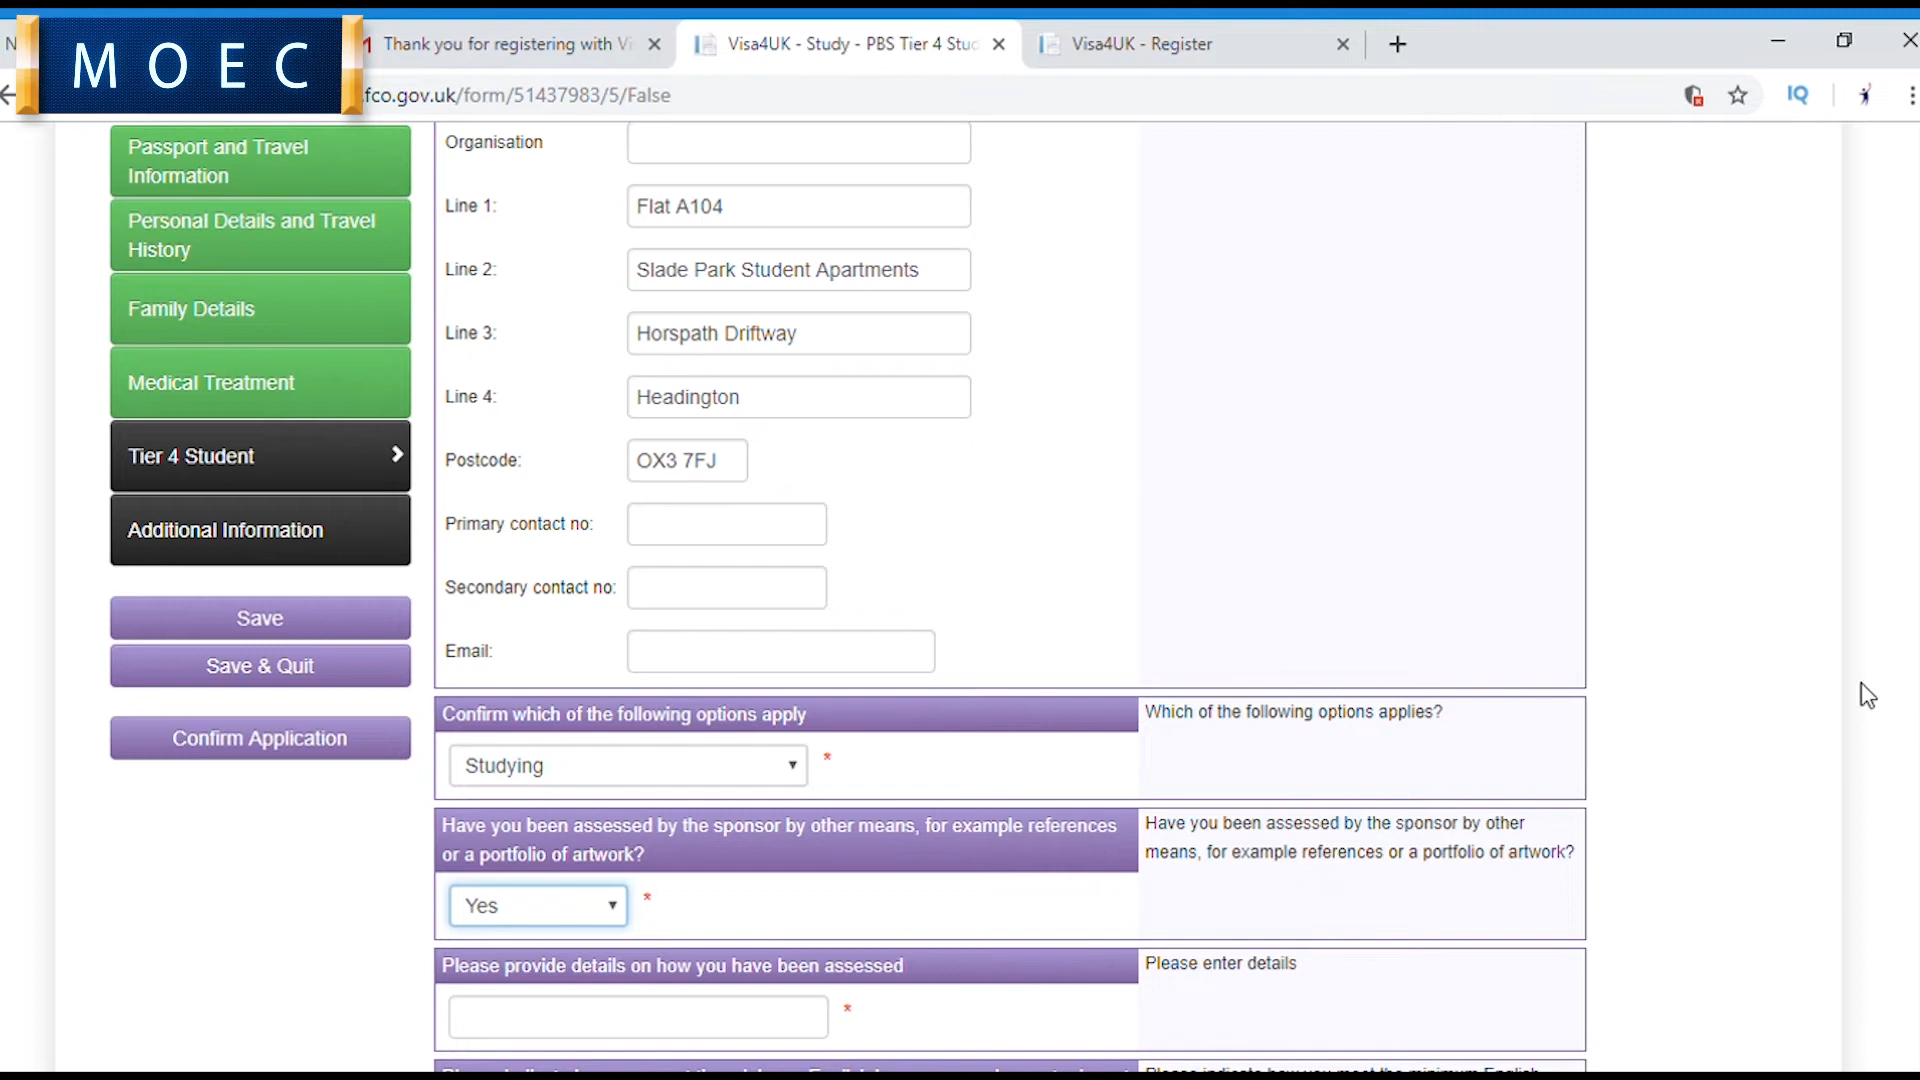 MOEC
Thank you for registering with Vi
Visa4UK - Study - PBS Tier 4 Stud
Visa4UK - Register
fco.gov.uk/form/51437983/5/False
IQ
Passport and Travel
Information
Personal Details and Travel
History
Family Details
Medical Treatment
Tier 4 Student
Additional Information
Save
Save & Quit
Confirm Application
Organisation
Line 1:
Flat A104
Line 2:
Slade Park Student Apartments
Line 3:
Horspath Driftway
Line 4:
Headington
Postcode:
OX3 7FJ
Primary contact no:
Secondary contact no:
Email:
Confirm which of the following options apply
Studying
*
Which of the following options applies?
Have you been assessed by the sponsor by other means, for example references
or a portfolio of artwork?
Yes
*
Have you been assessed by the sponsor by other
means, for example references or a portfolio of artwork?
Please provide details on how you have been assessed
*
Please enter details